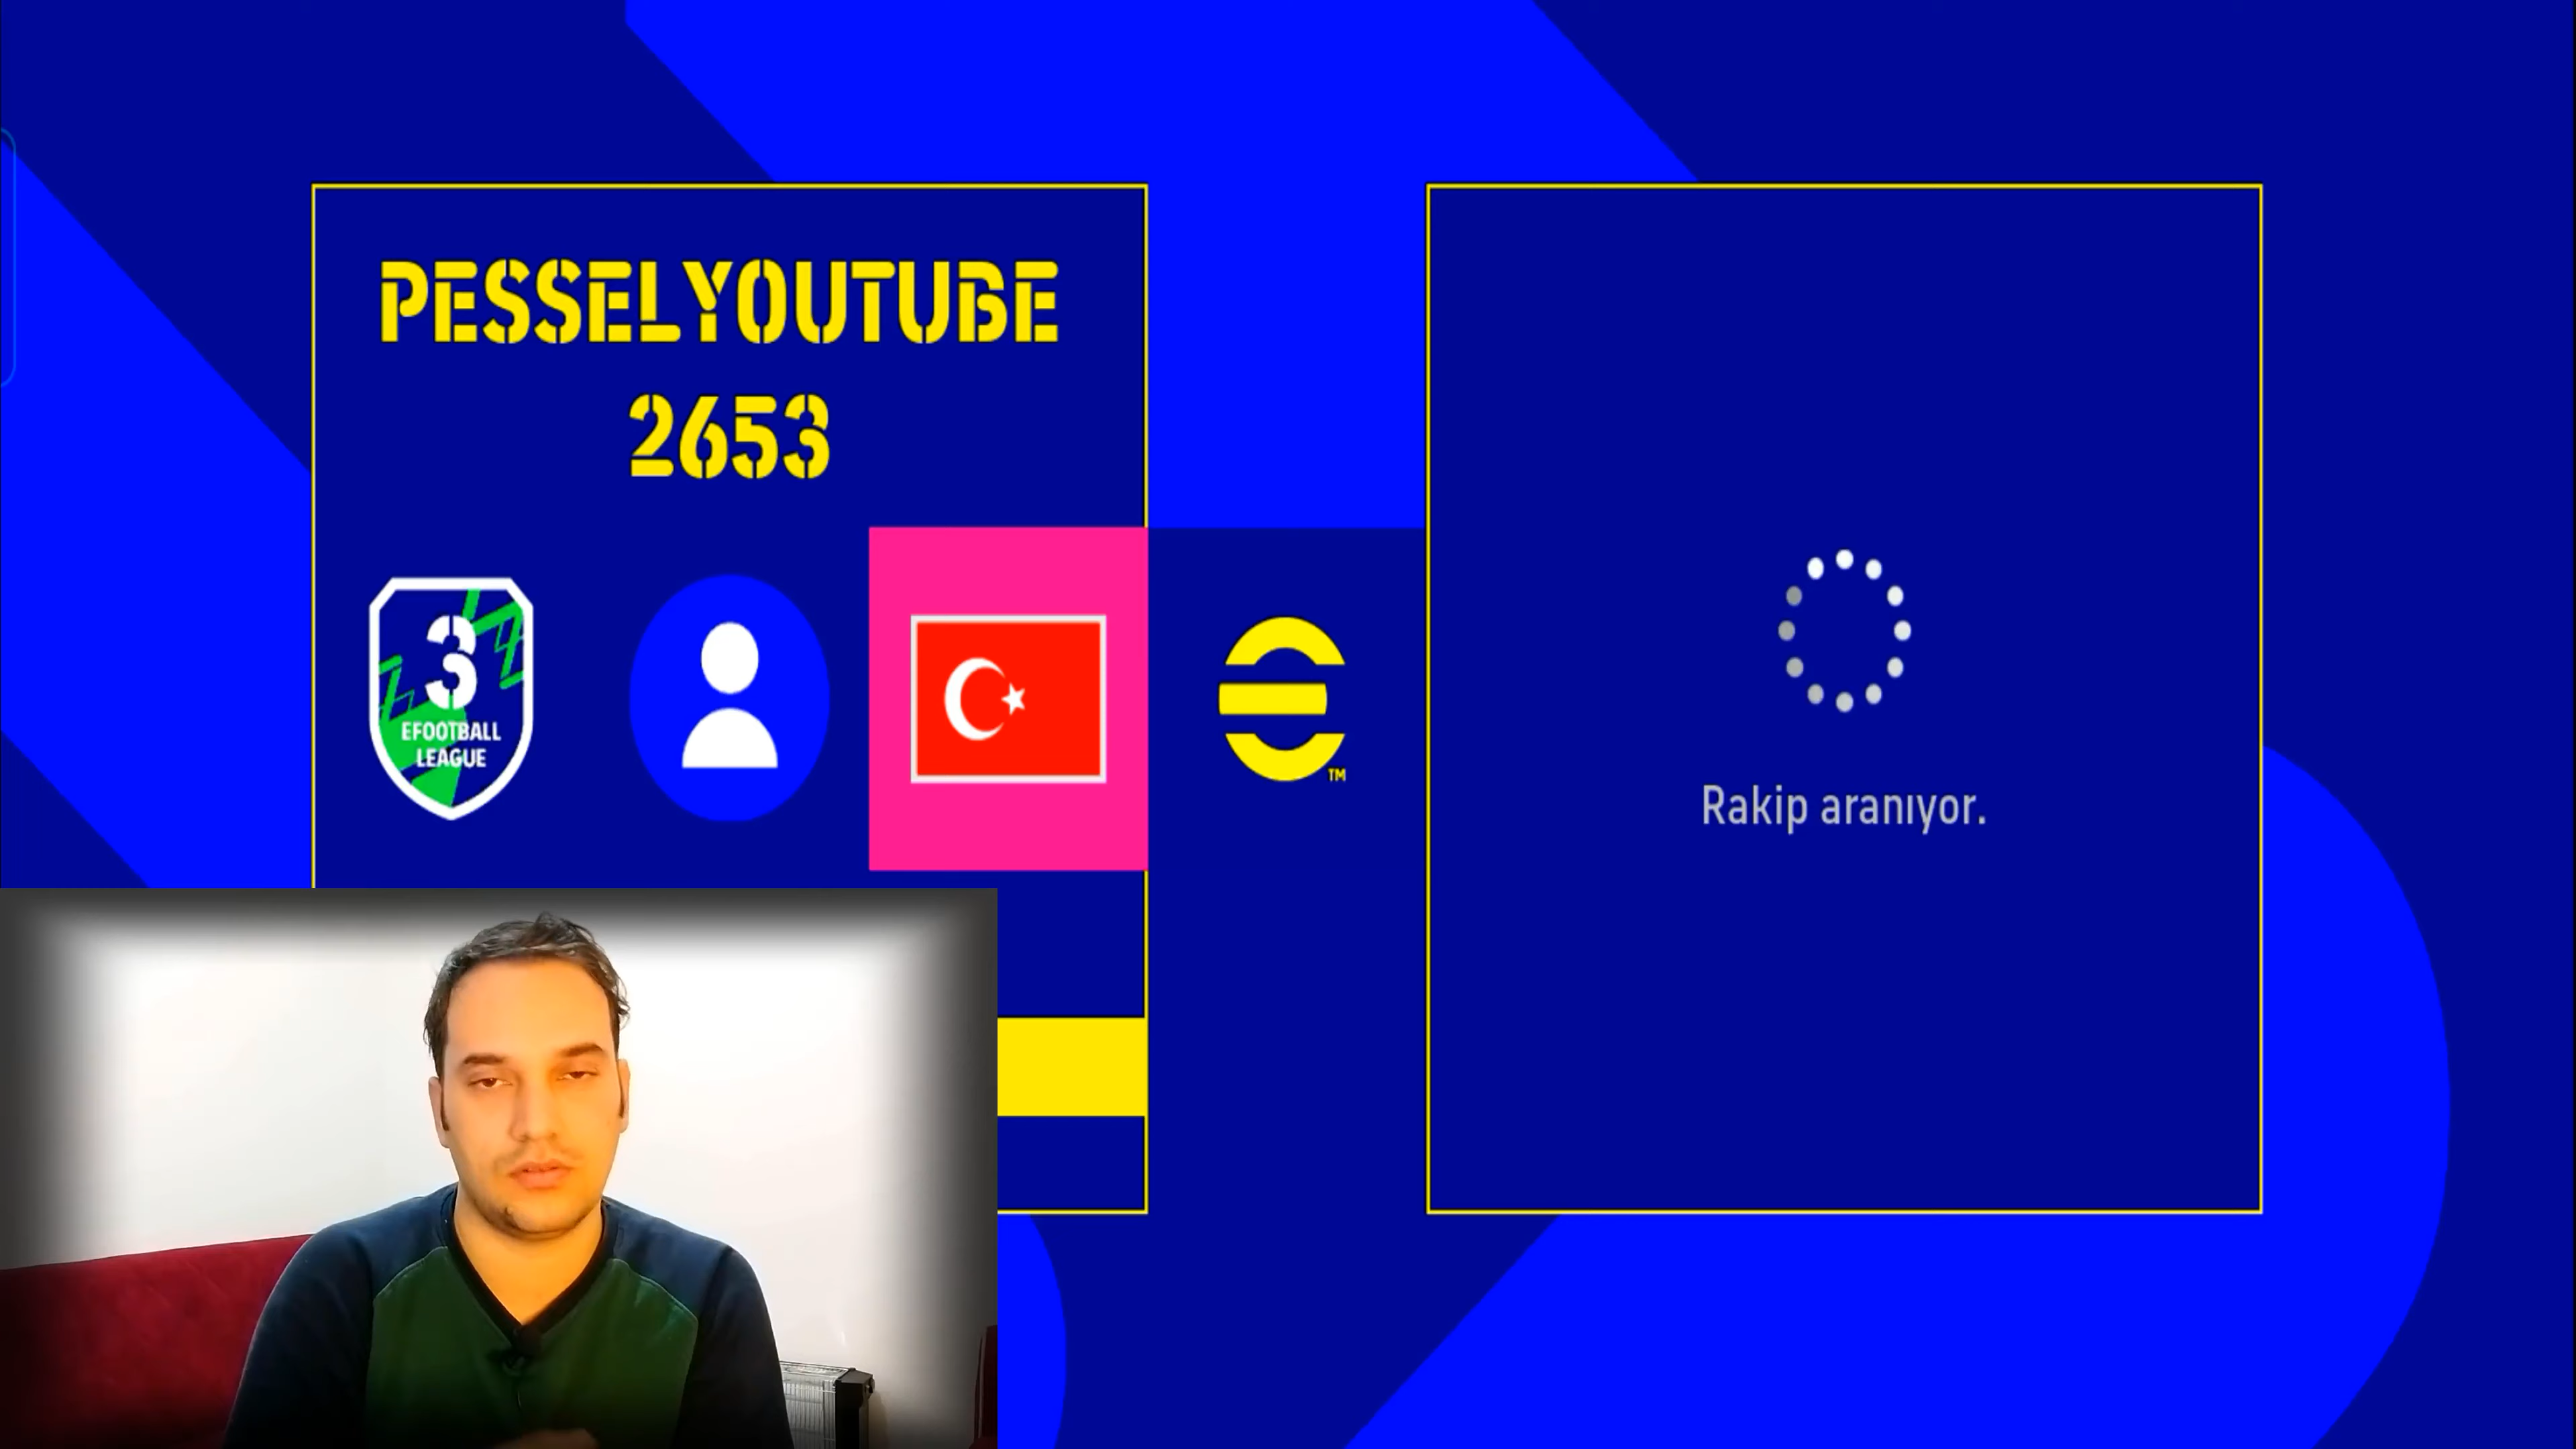 PESSELYOUTUBE
2653
3
EFOOTBALL
LEAGUE
TM
Rakip aranıyor.